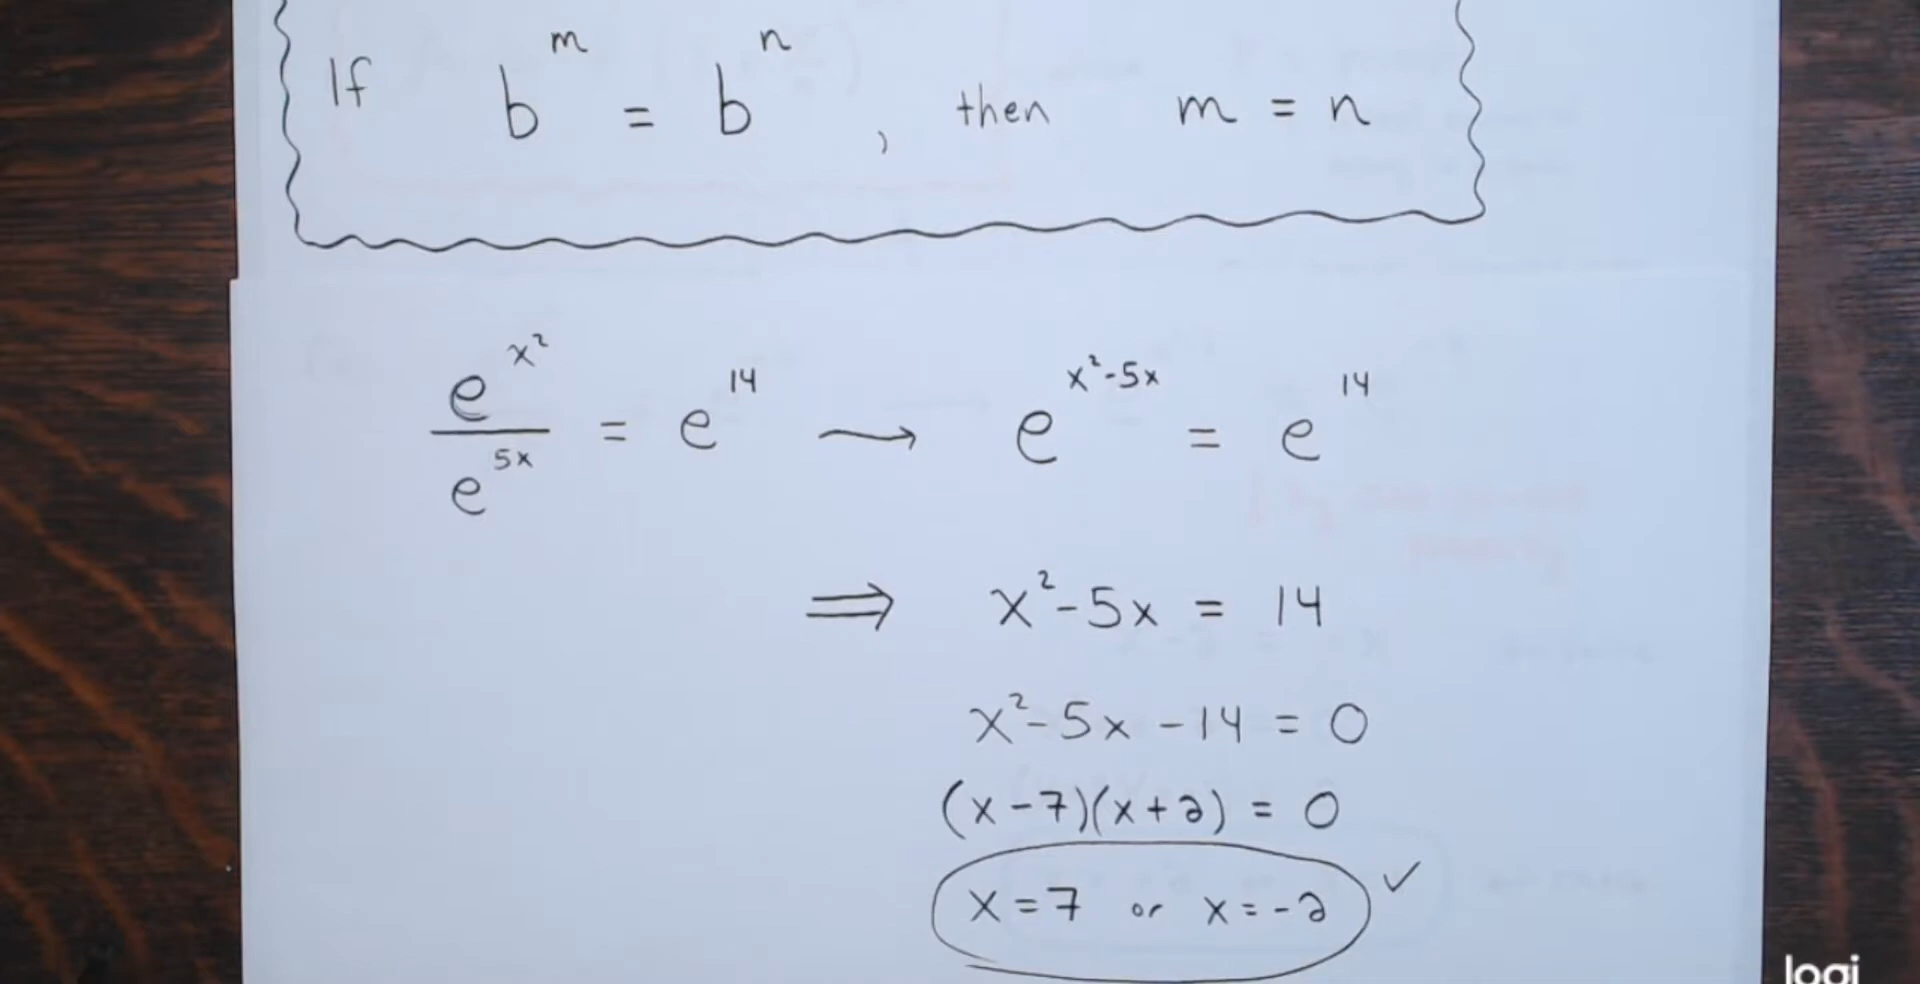 If b^m = b^n, then m = n
e^(x²) / e^(5x) = e^14 → e^(x²-5x) = e^14
⇒ x²-5x = 14
x²-5x-14 = 0
(x-7)(x+2) = 0
x=7 or x=-2 ✓
logi